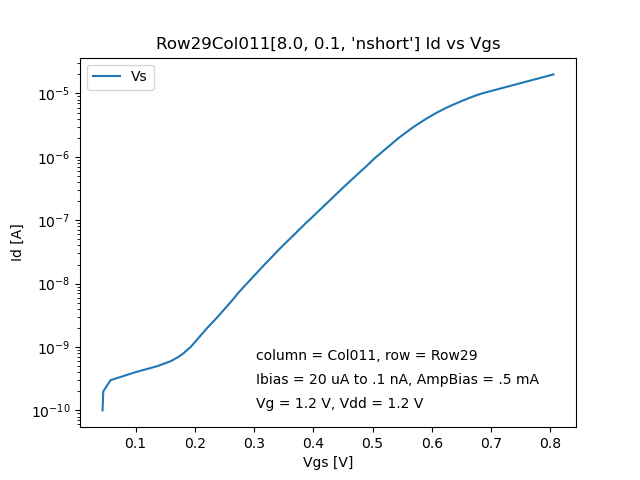 Row29Col011[8.0, 0.1, 'nshort'] Id vs Vgs
Vs
Id [A]
10⁻⁵
10⁻⁶
10⁻⁷
10⁻⁸
10⁻⁹
10⁻¹⁰
column = Col011, row = Row29
Ibias = 20 uA to .1 nA, AmpBias = .5 mA
Vg = 1.2 V, Vdd = 1.2 V
0.1 0.2 0.3 0.4 0.5 0.6 0.7 0.8
Vgs [V]